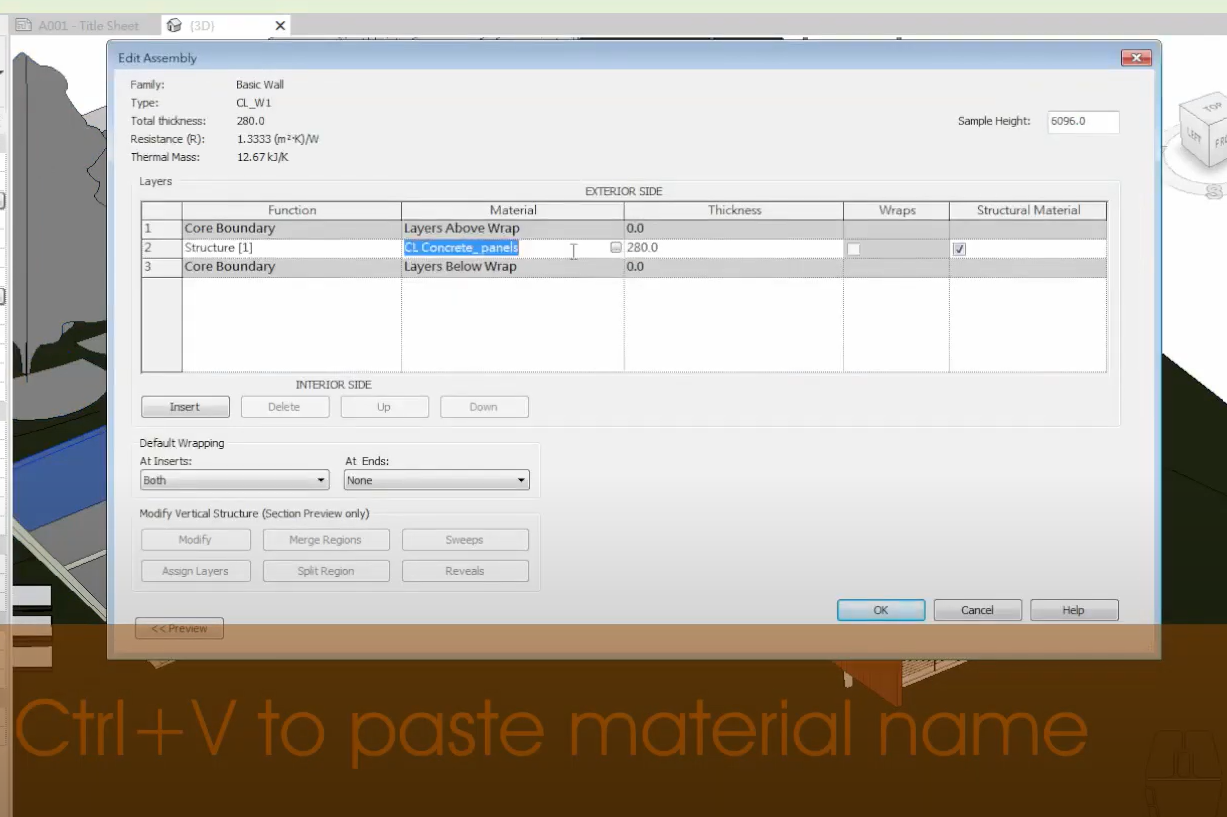 A001 - Title Sheet
(3D)
Edit Assembly
Family: Basic Wall
Type: CL_W1
Total thickness: 280.0
Resistance (R): 1.3333 (m²·K)/W
Thermal Mass: 12.67 kJ/K
Sample Height: 6096.0
Layers
EXTERIOR SIDE
Function Material Thickness Wraps Structural Material
1 Core Boundary Layers Above Wrap 0.0
2 Structure [1] CL Concrete_ panels 280.0
3 Core Boundary Layers Below Wrap 0.0
INTERIOR SIDE
Insert Delete Up Down
Default Wrapping
At Inserts: At Ends:
Both None
Modify Vertical Structure (Section Preview only)
Modify Merge Regions Sweeps
Assign Layers Split Region Reveals
OK Cancel Help
<< Preview
TOP
LEFT
Ctrl+V to paste material name